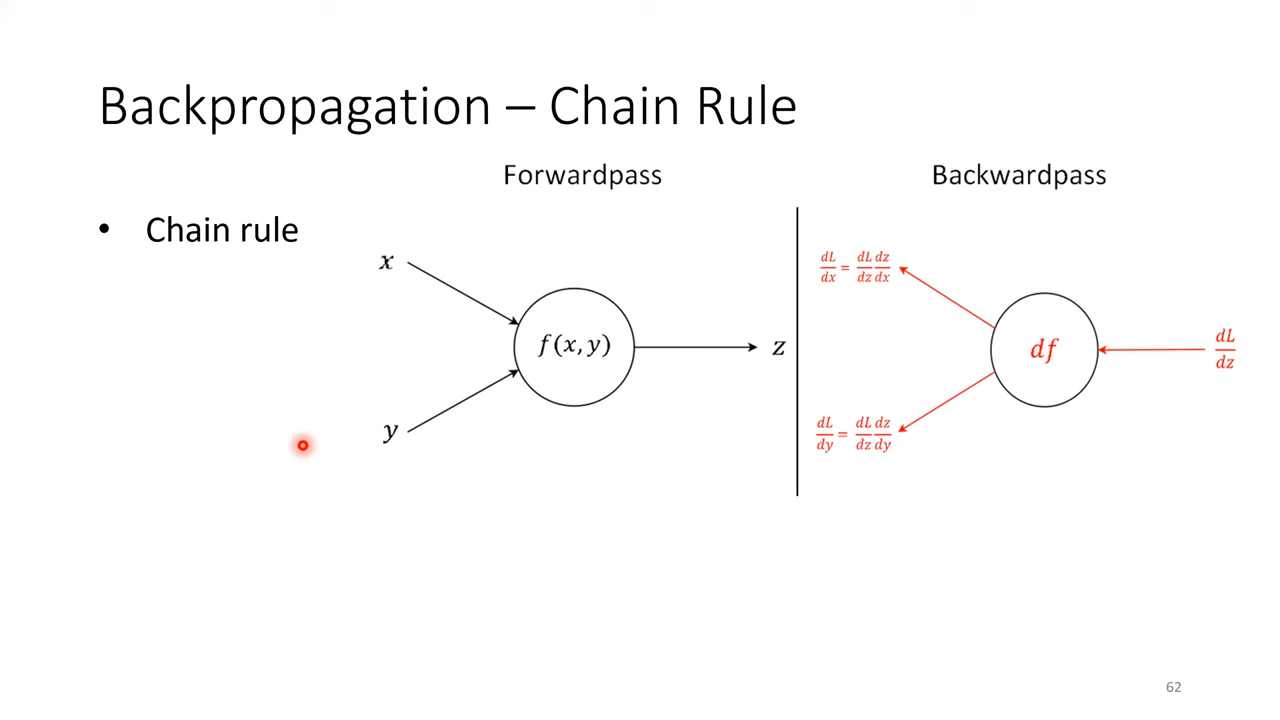 Backpropagation – Chain Rule
Forwardpass
Backwardpass
• Chain rule
x
y
f(x, y)
z
dL/dx = dL/dz dz/dx
dL/dy = dL/dz dz/dy
df
dL/dz
62